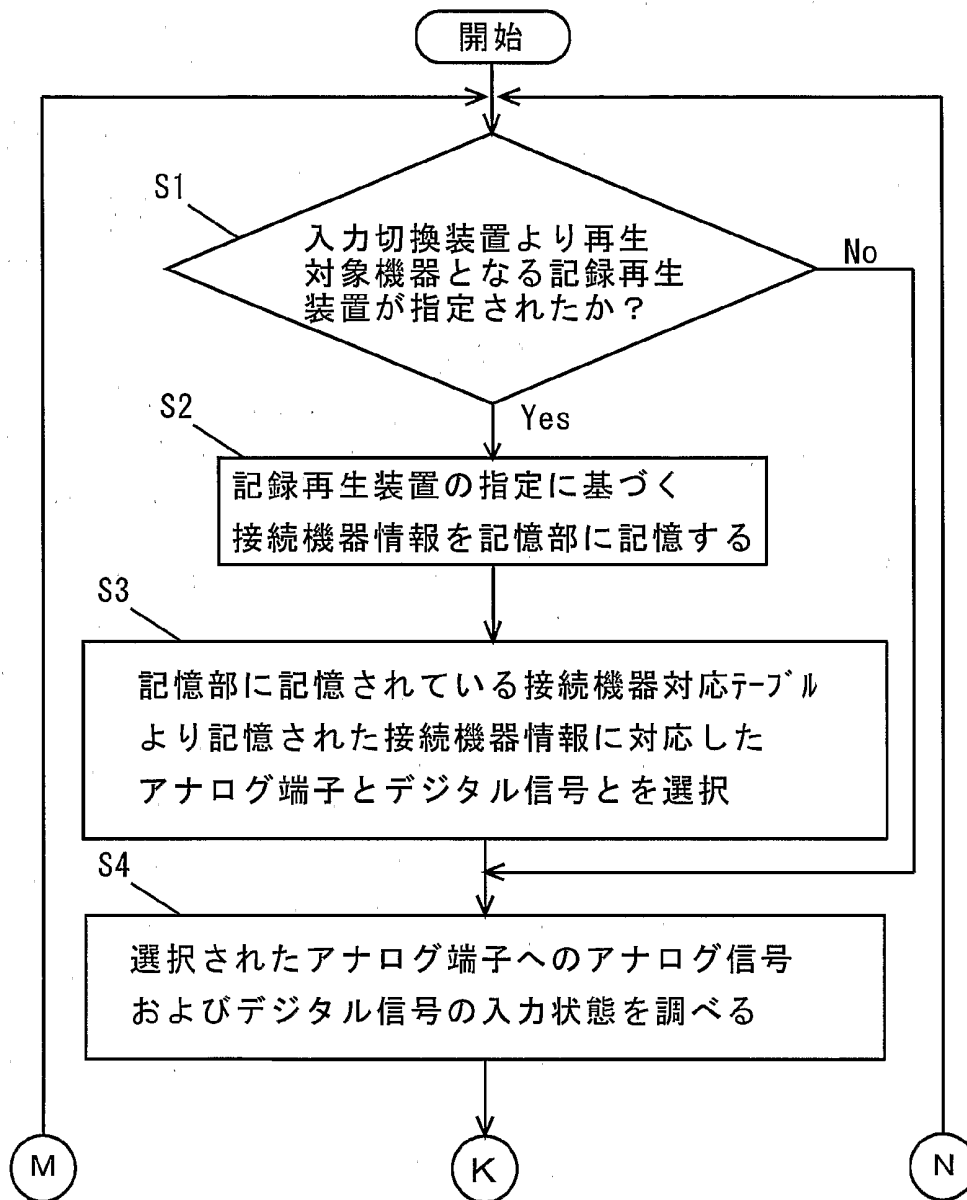 開始
S1
入力切換装置より再生
対象機器となる記録再生
装置が指定されたか？
No
Yes
S2
記録再生装置の指定に基づく
接続機器情報を記憶部に記憶する
S3
記憶部に記憶されている接続機器対応ﾃｰﾌﾞﾙ
より記憶された接続機器情報に対応した
アナログ端子とデジタル信号とを選択
S4
選択されたアナログ端子へのアナログ信号
およびデジタル信号の入力状態を調べる
M
K
N